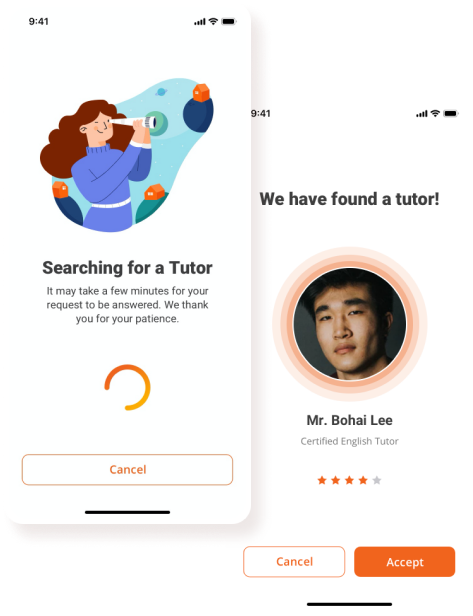 9:41
Searching for a Tutor
It may take a few minutes for your
request to be answered. We thank
you for your patience.
Cancel
9:41
We have found a tutor!
Mr. Bohai Lee
Certified English Tutor
Cancel
Accept